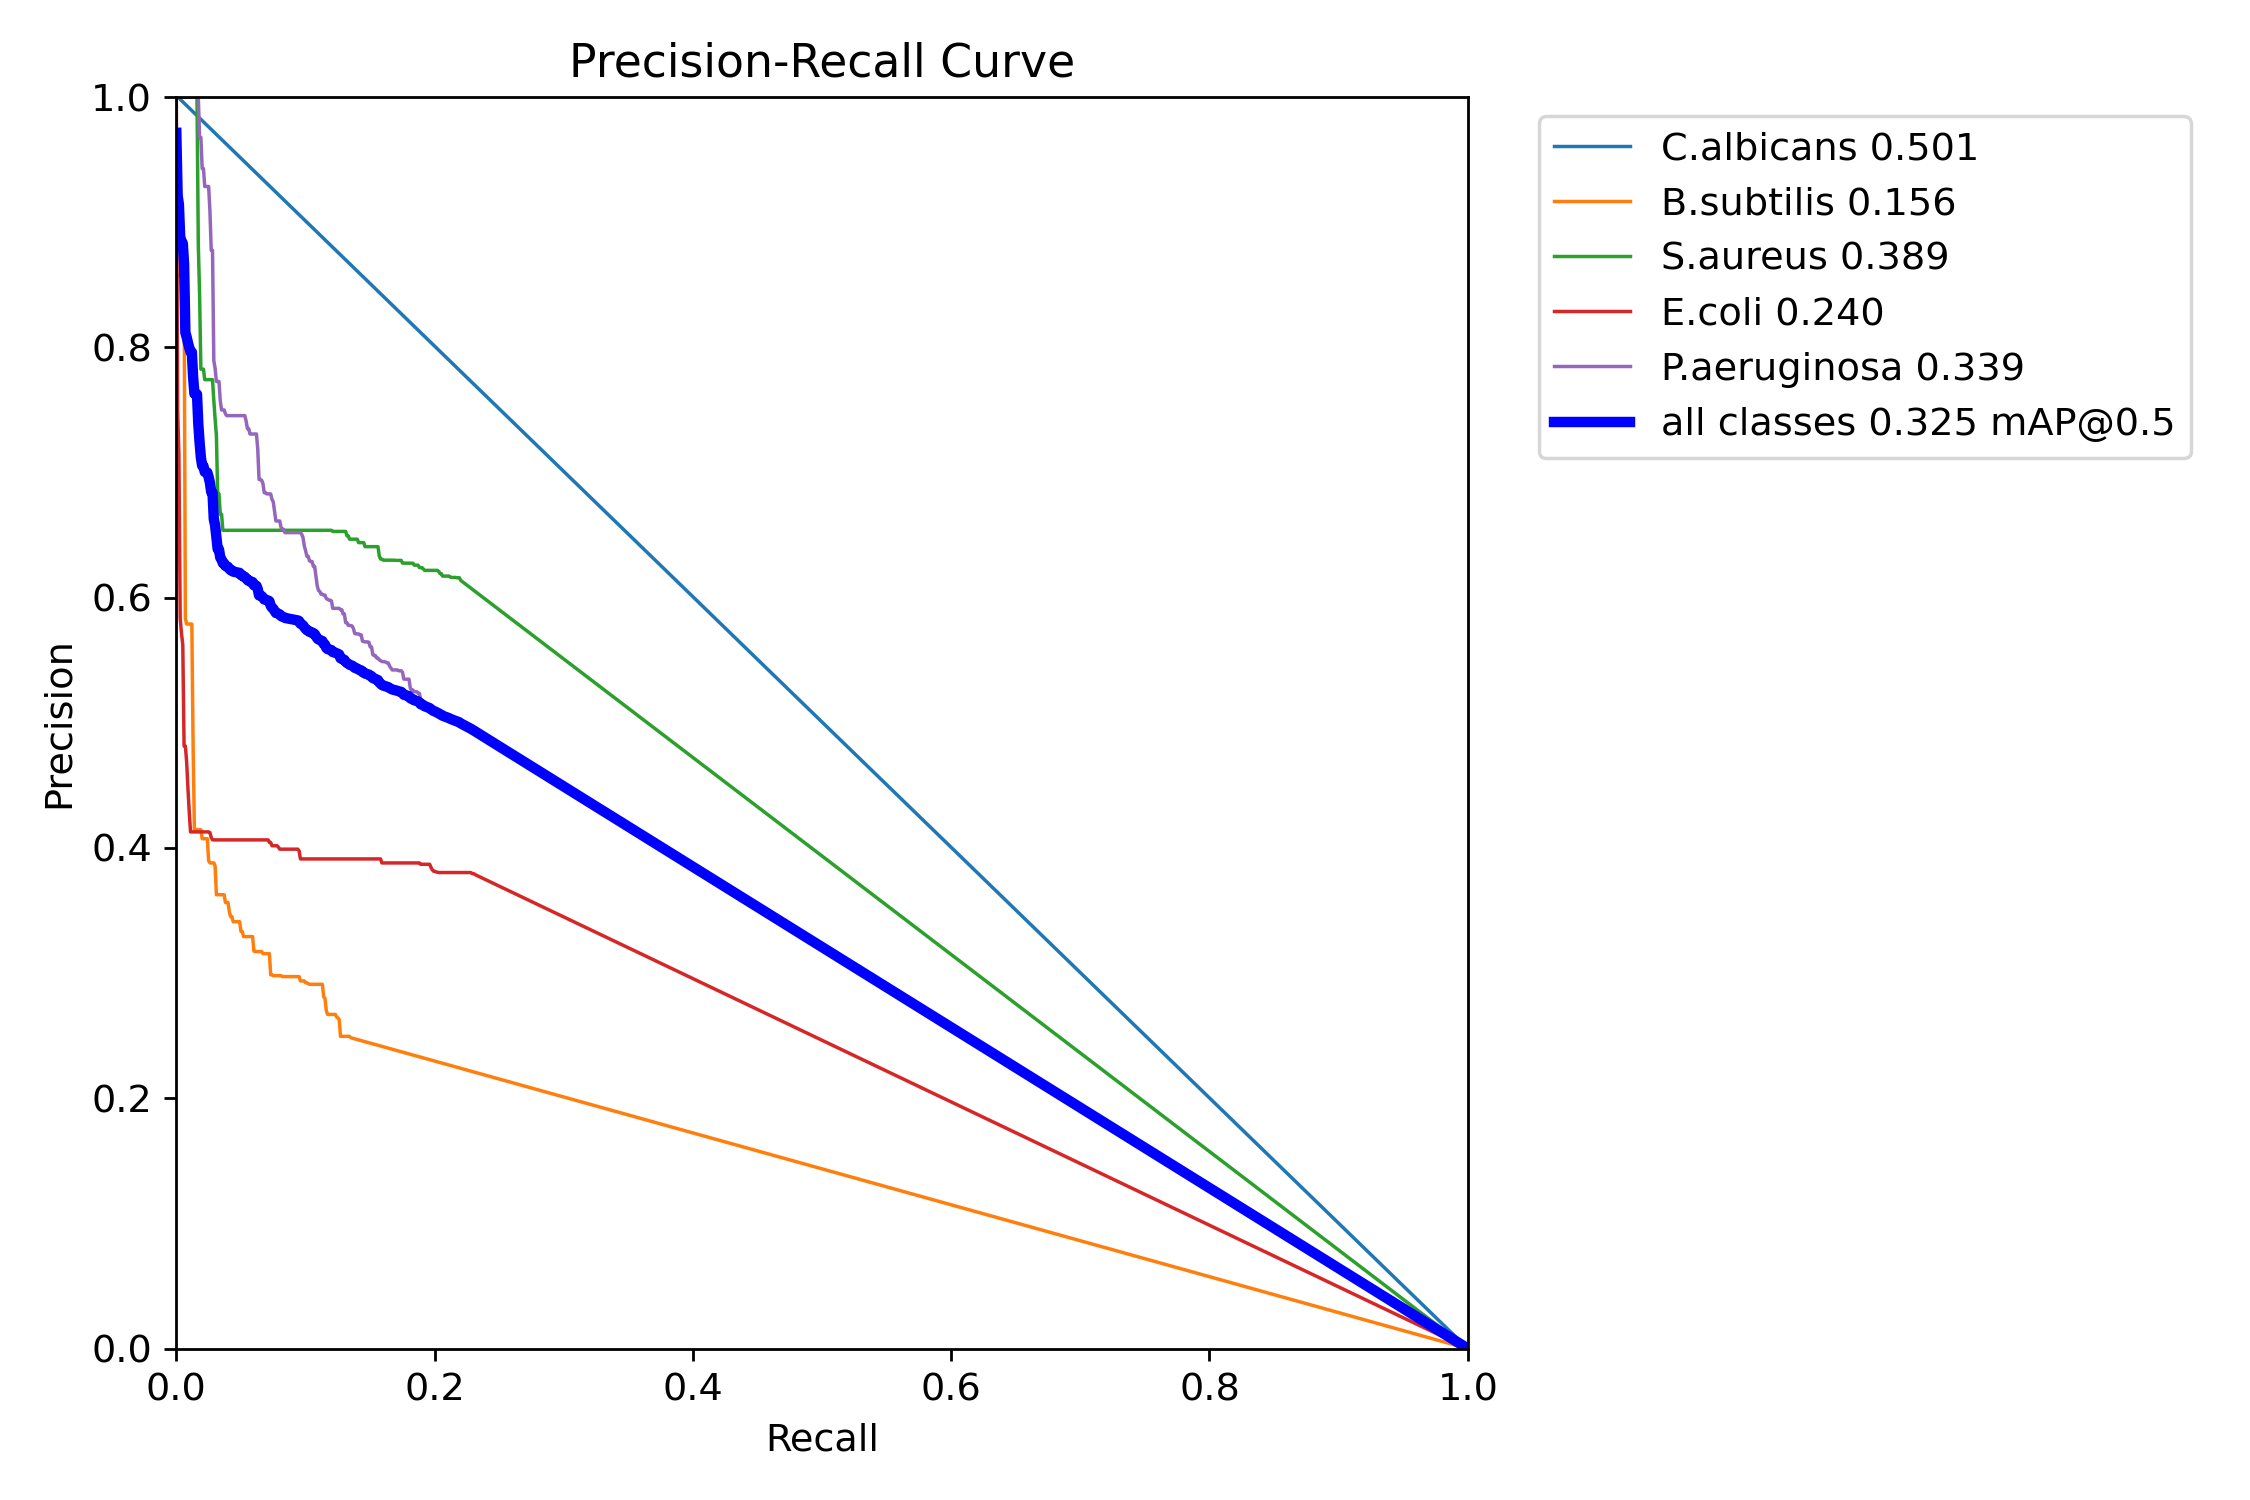 Precision-Recall Curve
1.0
0.8
0.6
0.4
0.2
0.0
Precision
0.0 0.2 0.4 0.6 0.8 1.0
Recall
C.albicans 0.501
B.subtilis 0.156
S.aureus 0.389
E.coli 0.240
P.aeruginosa 0.339
all classes 0.325 mAP@0.5